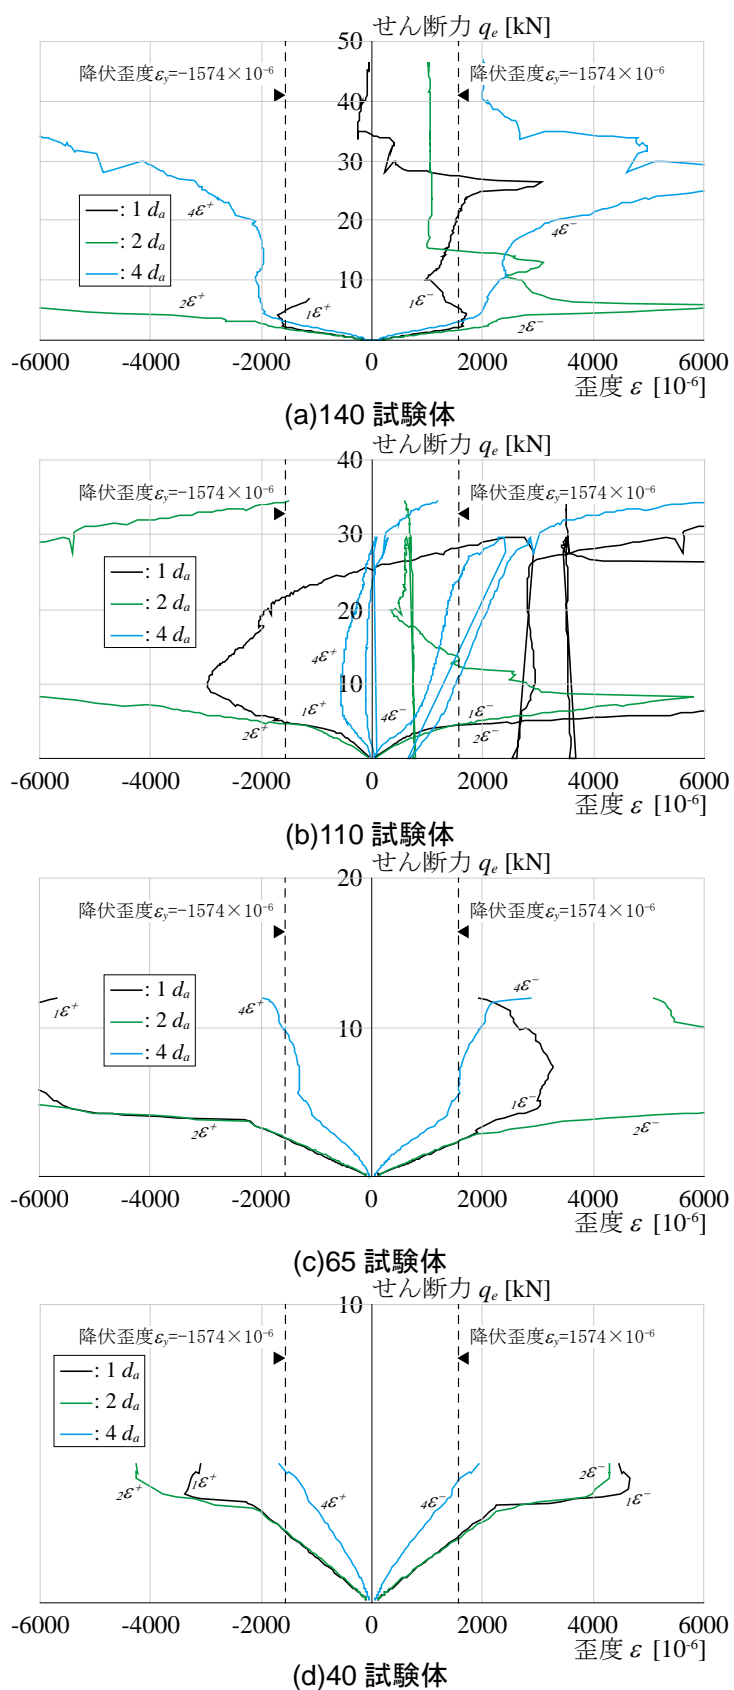 せん断力 qe [kN]
50
降伏歪度εy=−1574×10-6
降伏歪度εy=−1574×10-6
40
30
: 1 da
: 2 da
: 4 da
4ε+
4ε−
20
10
2ε+
1ε+
1ε−
2ε−
-6000 -4000 -2000 0 2000 4000 6000
歪度 ε [10-6]
(a)140 試験体
せん断力 qe [kN]
40
降伏歪度εy=−1574×10-6
降伏歪度εy=1574×10-6
30
: 1 da
: 2 da
: 4 da
20
4ε+
10
1ε+
4ε−
1ε−
2ε+
2ε−
-6000 -4000 -2000 0 2000 4000 6000
歪度 ε [10-6]
(b)110 試験体
せん断力 qe [kN]
20
降伏歪度εy=−1574×10-6
降伏歪度εy=1574×10-6
: 1 da
: 2 da
: 4 da
1ε+
4ε+
4ε−
10
1ε−
2ε+
2ε−
-6000 -4000 -2000 0 2000 4000 6000
歪度 ε [10-6]
(c)65 試験体
せん断力 qe [kN]
10
降伏歪度εy=−1574×10-6
降伏歪度εy=1574×10-6
: 1 da
: 2 da
: 4 da
2ε+
1ε+
4ε+
4ε−
2ε−
1ε−
-6000 -4000 -2000 0 2000 4000 6000
歪度 ε [10-6]
(d)40 試験体